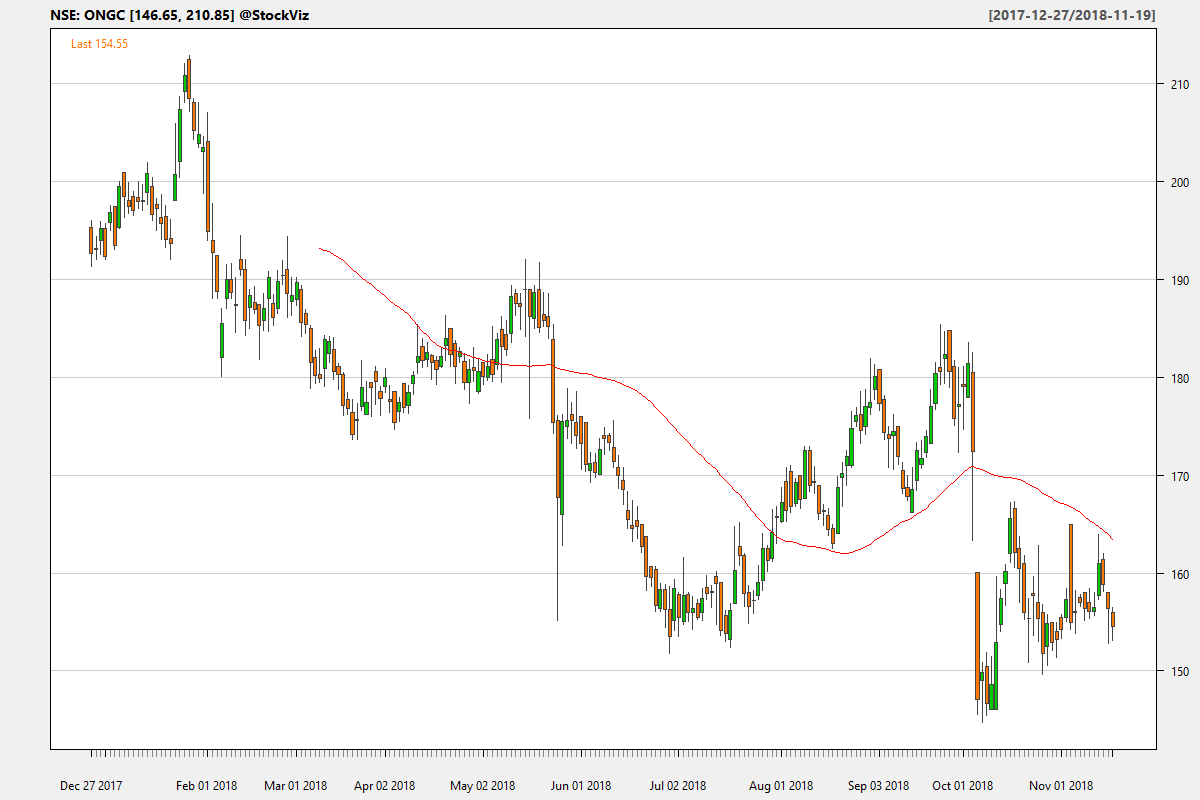 NSE: ONGC [146.65, 210.85] @StockViz [2017-12-27/2018-11-19]
Last 154.55
210
200
190
180
170
160
150
Dec 27 2017 Feb 01 2018 Mar 01 2018 Apr 02 2018 May 02 2018 Jun 01 2018 Jul 02 2018 Aug 01 2018 Sep 03 2018 Oct 01 2018 Nov 01 2018